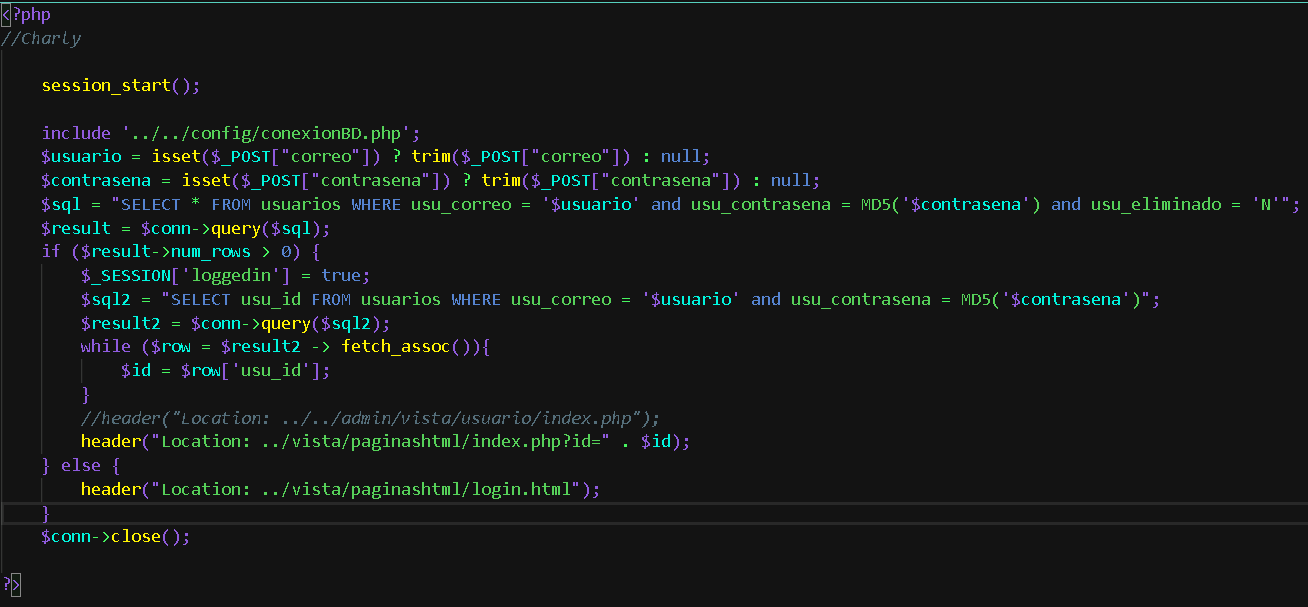 <?php
//Charly
session_start();
include '../../config/conexionBD.php';
$usuario = isset($_POST["correo"]) ? trim($_POST["correo"]) : null;
$contrasena = isset($_POST["contrasena"]) ? trim($_POST["contrasena"]) : null;
$sql = "SELECT * FROM usuarios WHERE usu_correo = '$usuario' and usu_contrasena = MD5('$contrasena') and usu_eliminado = 'N'";
$result = $conn->query($sql);
if ($result->num_rows > 0) {
$_SESSION['loggedin'] = true;
$sql2 = "SELECT usu_id FROM usuarios WHERE usu_correo = '$usuario' and usu_contrasena = MD5('$contrasena')";
$result2 = $conn->query($sql2);
while ($row = $result2 -> fetch_assoc()){
$id = $row['usu_id'];
}
//header("Location: ../../admin/vista/usuario/index.php");
header("Location: ../vista/paginashtml/index.php?id=" . $id);
} else {
header("Location: ../vista/paginashtml/login.html");
}
$conn->close();
?>